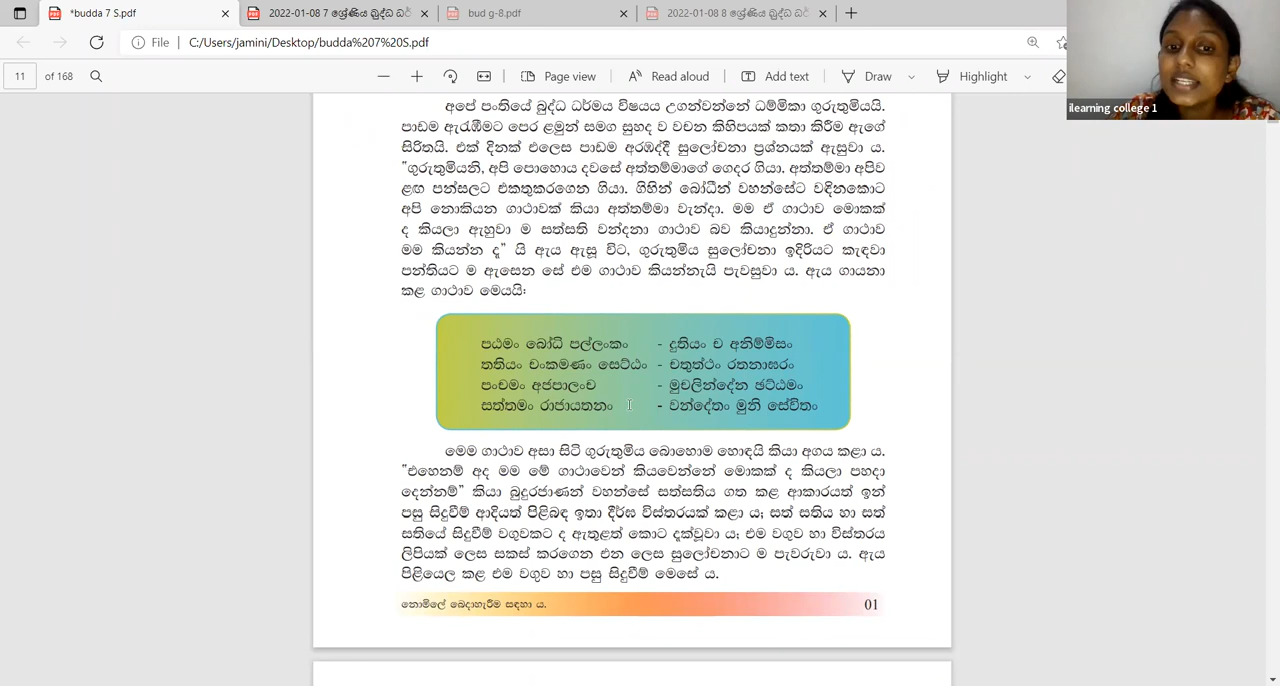 *budda 7 S.pdf
2022-01-08 7 ශ්‍රේණිය බුද්ධ ධර්
bud g-8.pdf
2022-01-08 8 ශ්‍රේණිය බුද්ධ ධර්
File
C:/Users/jamini/Desktop/budda%207%20S.pdf
11 of 168
Page view
Read aloud
Add text
Draw
Highlight
ilearning college 1
අපේ පංතියේ බුද්ධ ධර්මය විෂයය උගන්වන්නේ ධම්මිකා ගුරුතුමියයි.
පාඩම ඇරැඹීමට පෙර ළමුන් සමග සුහද ව වචන කිහිපයක් කතා කිරීම ඇගේ
සිරිතයි. එක් දිනක් එලෙස පාඩම අරඹද්දී සුලෝචනා ප්‍රශ්නයක් ඇසුවා ය.
"ගුරුතුමියනි, අපි පොහොය දවසේ අත්තම්මාගේ ගෙදර ගියා. අත්තම්මා අපිව
ළඟ පන්සලට එකතුකරගෙන ගියා. ගිහින් බෝධීන් වහන්සේට වඳිනකොට
අපි නොකියන ගාථාවක් කියා අත්තම්මා වැන්දා. මම ඒ ගාථාව මොකක්
ද කියලා ඇහුවා ම සත්සති වන්දනා ගාථාව බව කියාදුන්නා. ඒ ගාථාව
මම කියන්න ද" යි ඇය ඇසූ විට, ගුරුතුමිය සුලෝචනා ඉදිරියට කැඳවා
පන්තියට ම ඇසෙන සේ එම ගාථාව කියන්නැයි පැවසුවා ය. ඇය ගායනා
කළ ගාථාව මෙයයි:
පඨමං බෝධි පල්ලංකං - දුතියං ච අනිම්මිසං
තතියං චංකමණං සෙට්ඨං - චතුත්ථං රතනාඝරං
පංචමං අජපාලංච - මුචලින්දේන ඡට්ඨමං
සත්තමං රාජායතනං - වන්දේතං මුනි සේවිතං
මෙම ගාථාව අසා සිටි ගුරුතුමිය බොහොම හොඳයි කියා අගය කළා ය.
"එහෙනම් අද මම මේ ගාථාවෙන් කියවෙන්නේ මොකක් ද කියලා පහදා
දෙන්නම්" කියා බුදුරජාණන් වහන්සේ සත්සතිය ගත කළ ආකාරයත් ඉන්
පසු සිදුවීම් ආදියත් පිළිබඳ ඉතා දීර්ඝ විස්තරයක් කළා ය; සත් සතිය හා සත්
සතියේ සිදුවීම් වගුවකට ද ඇතුළත් කොට දැක්වූවා ය; එම වගුව හා විස්තරය
ලිපියක් ලෙස සකස් කරගෙන එන ලෙස සුලෝචනාට ම පැවරුවා ය. ඇය
පිළියෙල කළ එම වගුව හා පසු සිදුවීම් මෙසේ ය.
නොමිලේ බෙදාහැරීම සඳහා ය.
01